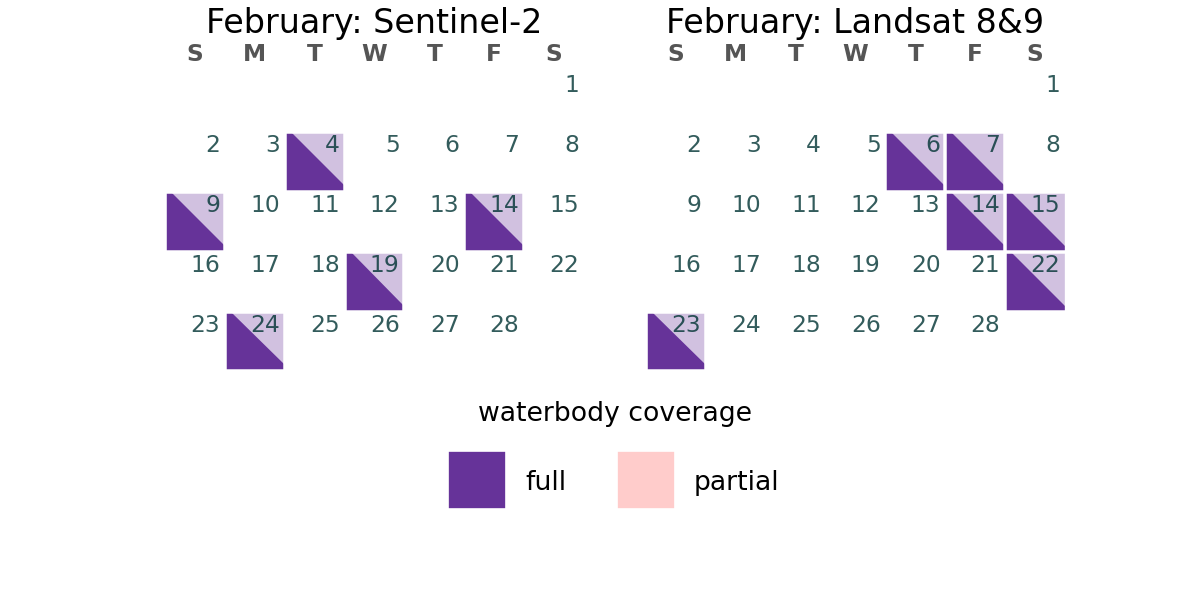 February: Sentinel-2
S M T W T F S
1
2 3 4 5 6 7 8
9 10 11 12 13 14 15
16 17 18 19 20 21 22
23 24 25 26 27 28
February: Landsat 8&9
S M T W T F S
1
2 3 4 5 6 7 8
9 10 11 12 13 14 15
16 17 18 19 20 21 22
23 24 25 26 27 28
waterbody coverage
full partial